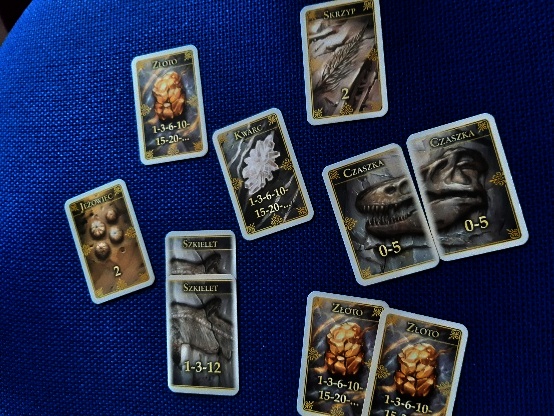 SKRZYP
2
ZŁOTO
1-3-6-10-
15-20-...
KWARC
1-3-6-10-
15-20-...
CZASZKA
0-5
CZASZKA
0-5
JEŻOWIEC
2
SZKIELET
SZKIELET
1-3-12
ZŁOTO
1-3-6-10-
15-20-...
ZŁOTO
1-3-6-10-
15-20-...